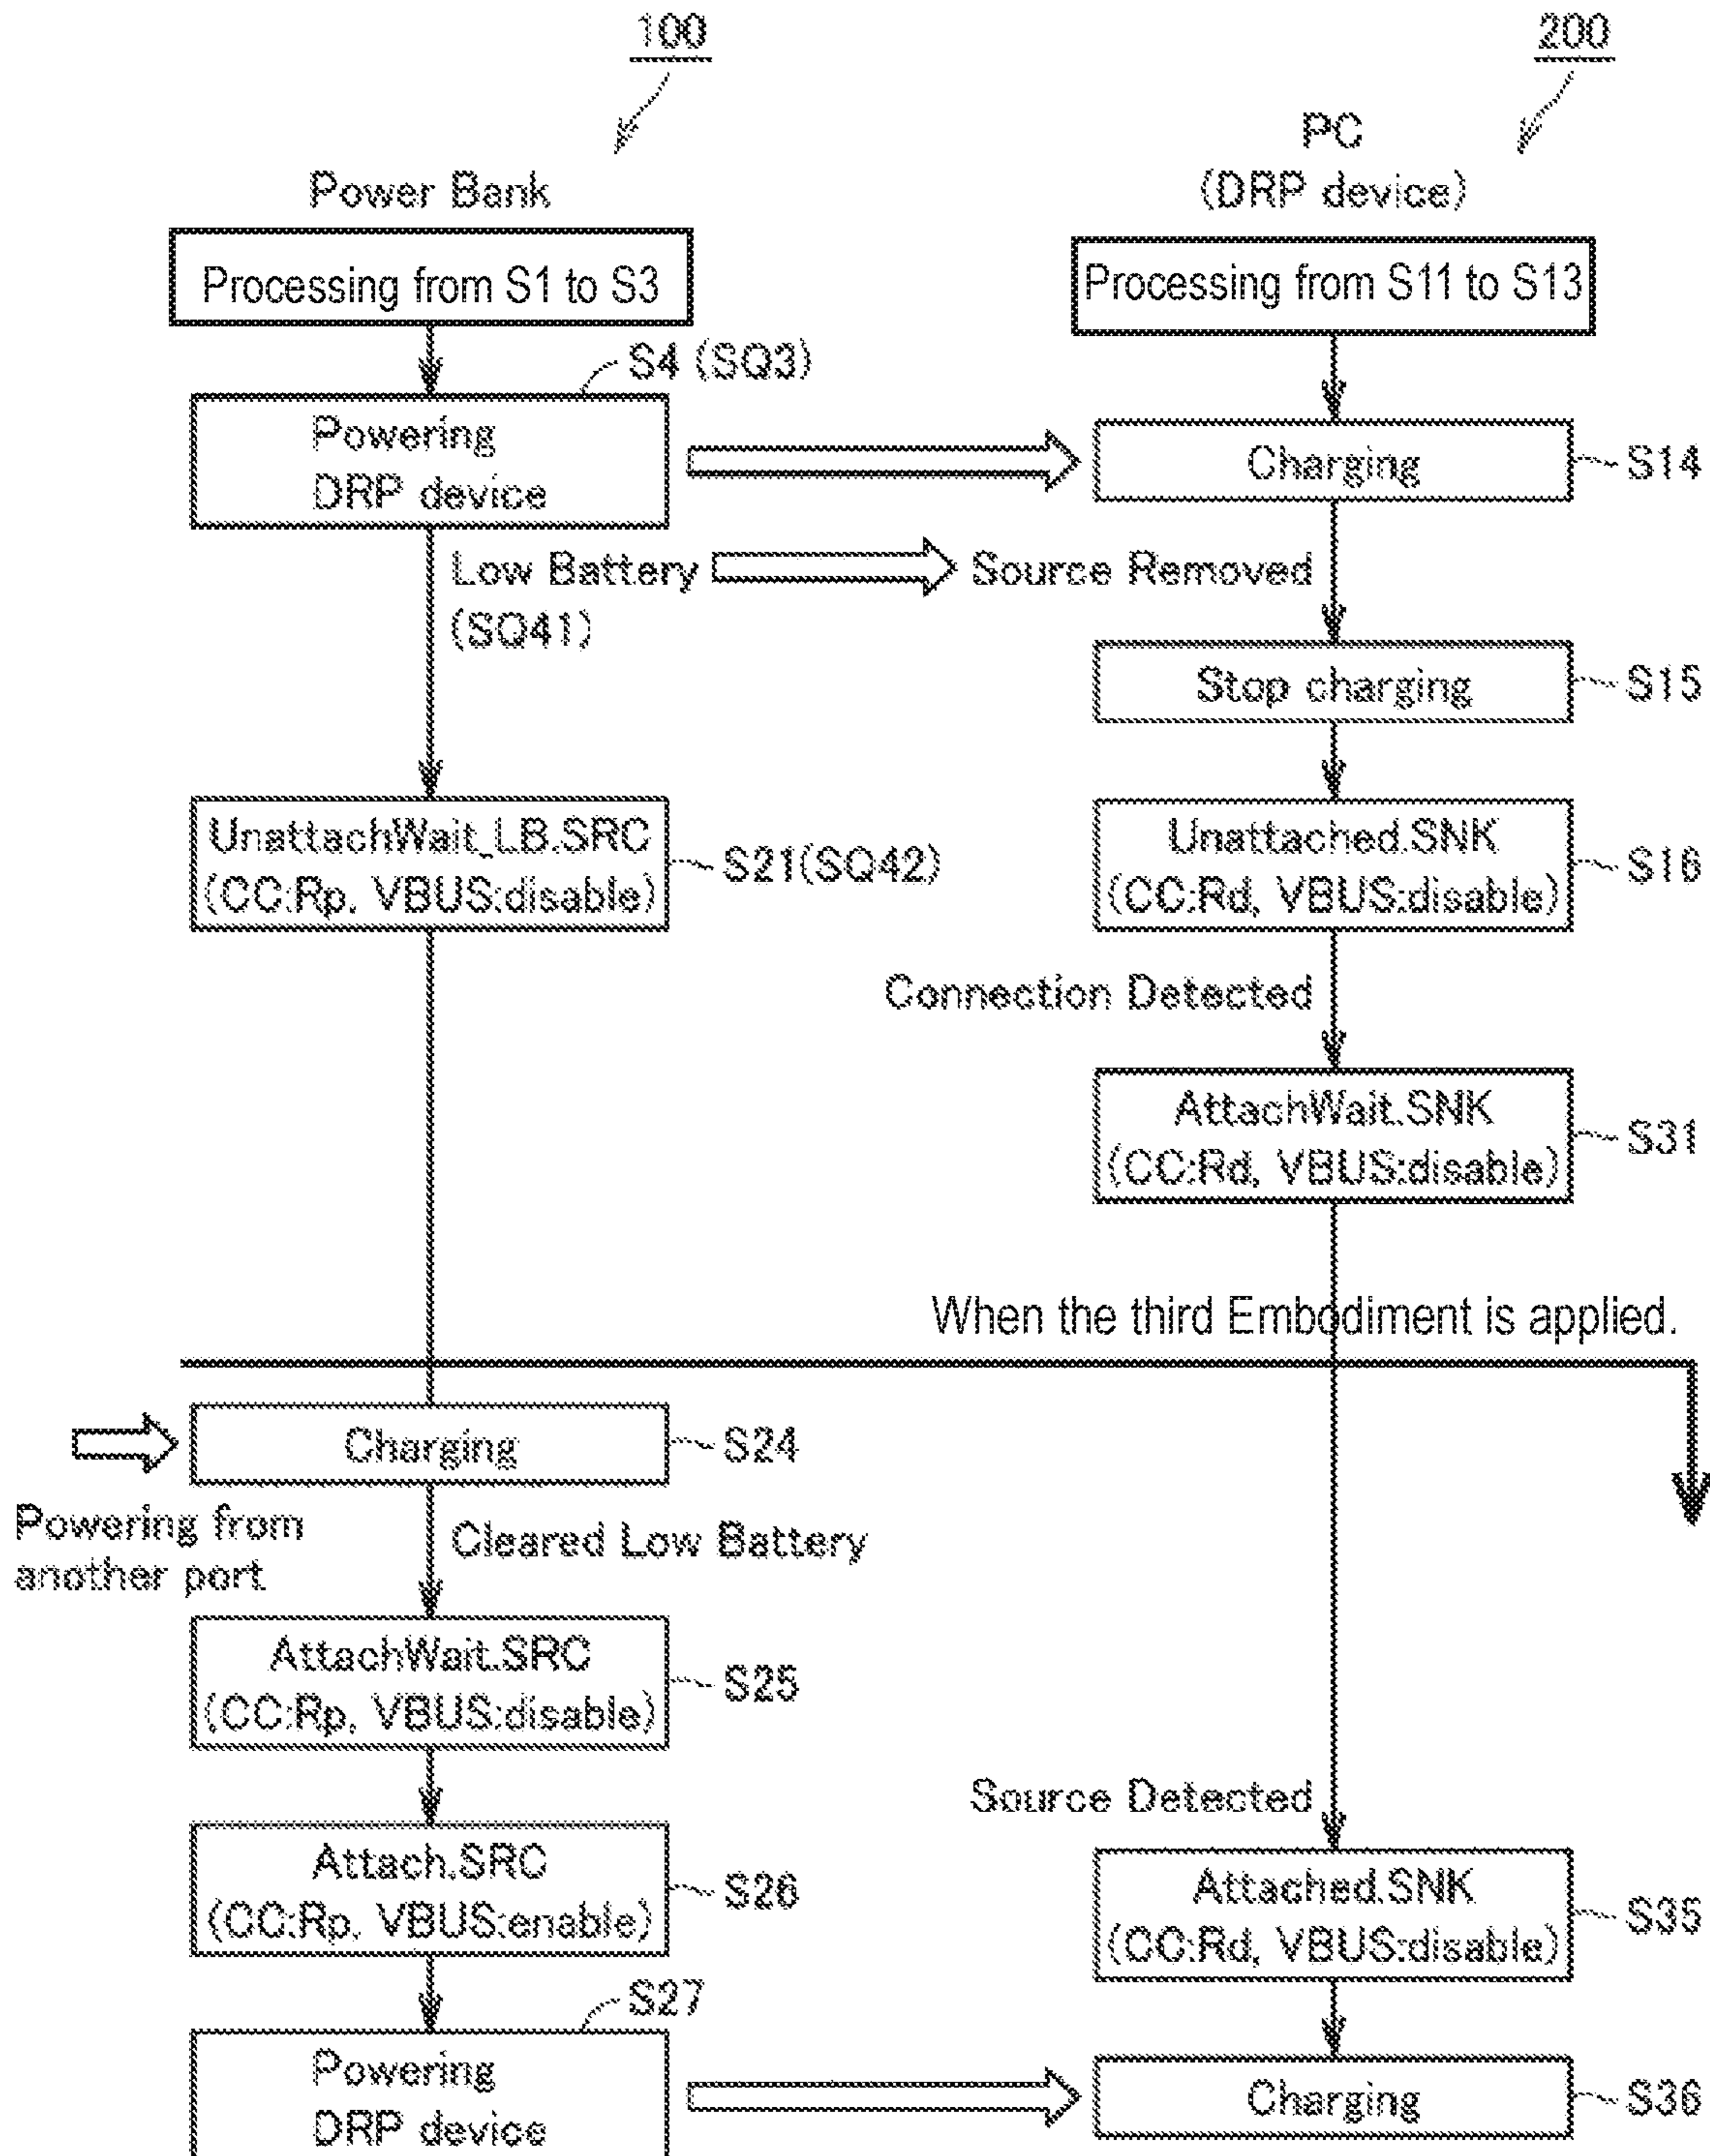 100
200
Power Bank
PC
(DRP device)
Processing from S1 to S3
Processing from S11 to S13
S4 (SQ3)
Powering
DRP device
Charging
S14
Low Battery
(SQ41)
Source Removed
Stop charging
S15
UnattachWait_LB.SRC
(CC:Rp, VBUS:disable)
S21(SQ42)
Unattached.SNK
(CC:Rd, VBUS:disable)
S16
Connection Detected
AttachWait.SNK
(CC:Rd, VBUS:disable)
S31
When the third Embodiment is applied.
Charging
S24
Powering from
another port
Cleared Low Battery
AttachWait.SRC
(CC:Rp, VBUS:disable)
S25
Source Detected
Attach.SRC
(CC:Rp, VBUS:enable)
S26
Attached.SNK
(CC:Rd, VBUS:disable)
S35
S27
Powering
DRP device
Charging
S36